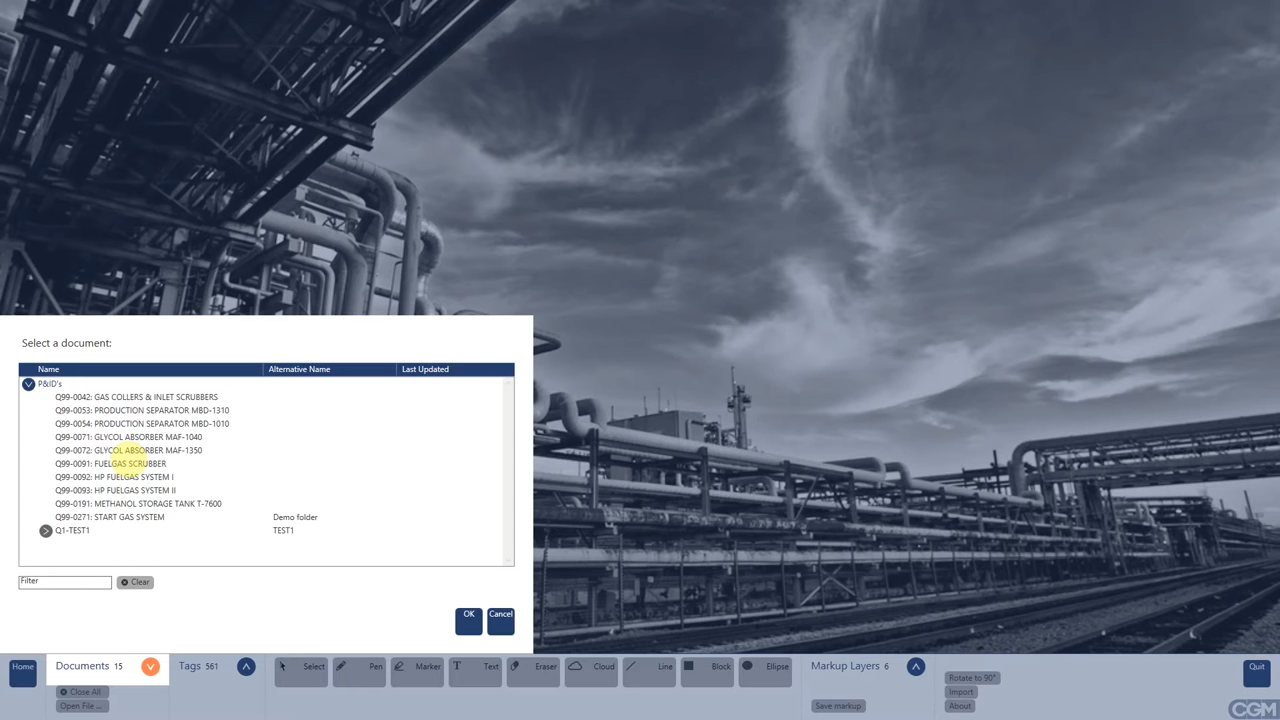 Select a document:
Name Alternative Name Last Updated
P&ID's
Q99-0042: GAS COLLERS & INLET SCRUBBERS
Q99-0053: PRODUCTION SEPARATOR MBD-1310
Q99-0054: PRODUCTION SEPARATOR MBD-1010
Q99-0071: GLYCOL ABSORBER MAF-1040
Q99-0072: GLYCOL ABSORBER MAF-1350
Q99-0091: FUELGAS SCRUBBER
Q99-0092: HP FUELGAS SYSTEM I
Q99-0093: HP FUELGAS SYSTEM II
Q99-0191: METHANOL STORAGE TANK T-7600
Q99-0271: START GAS SYSTEM Demo folder
Q1-TEST1 TEST1
Filter Clear
OK Cancel
Home Documents 15 Tags 561 Select Pen Marker Text Eraser Cloud Line Block Ellipse Markup Layers 6 Quit
Rotate to 90°
Close All Import
Open File ... Save markup About
CGM